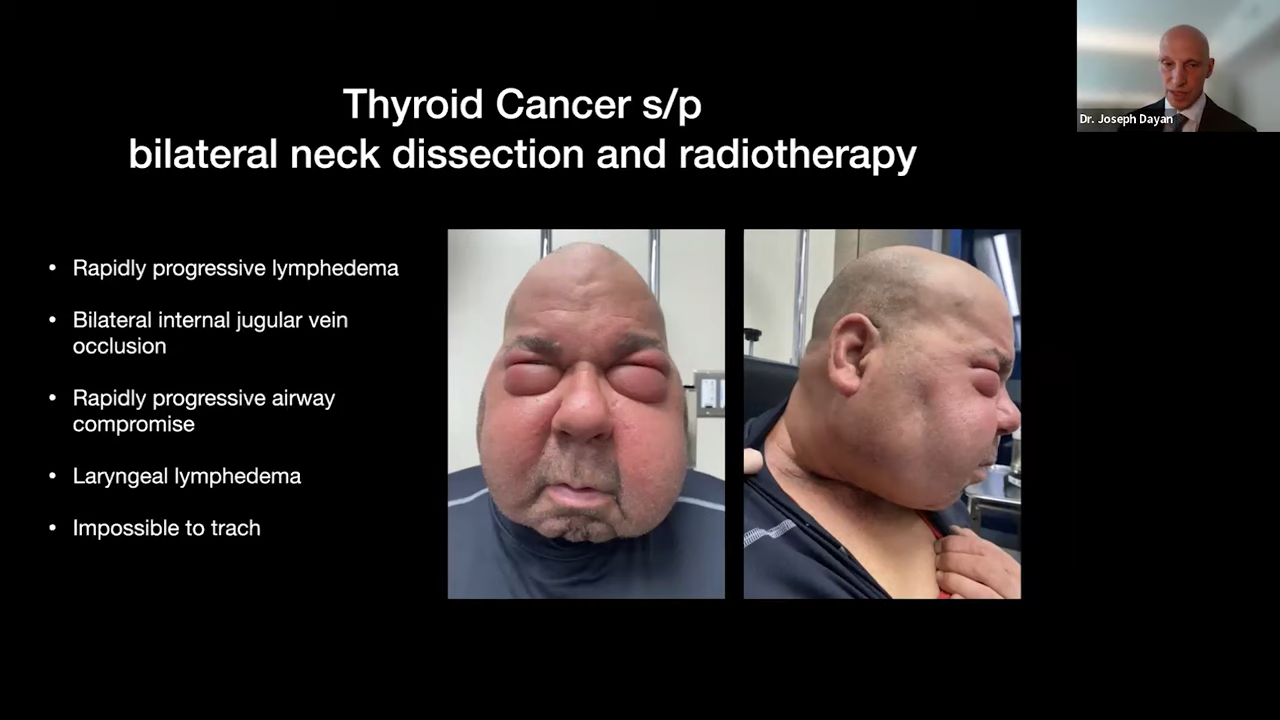 Thyroid Cancer s/p
bilateral neck dissection and radiotherapy
Dr. Joseph Dayan
• Rapidly progressive lymphedema
• Bilateral internal jugular vein
occlusion
• Rapidly progressive airway
compromise
• Laryngeal lymphedema
• Impossible to trach